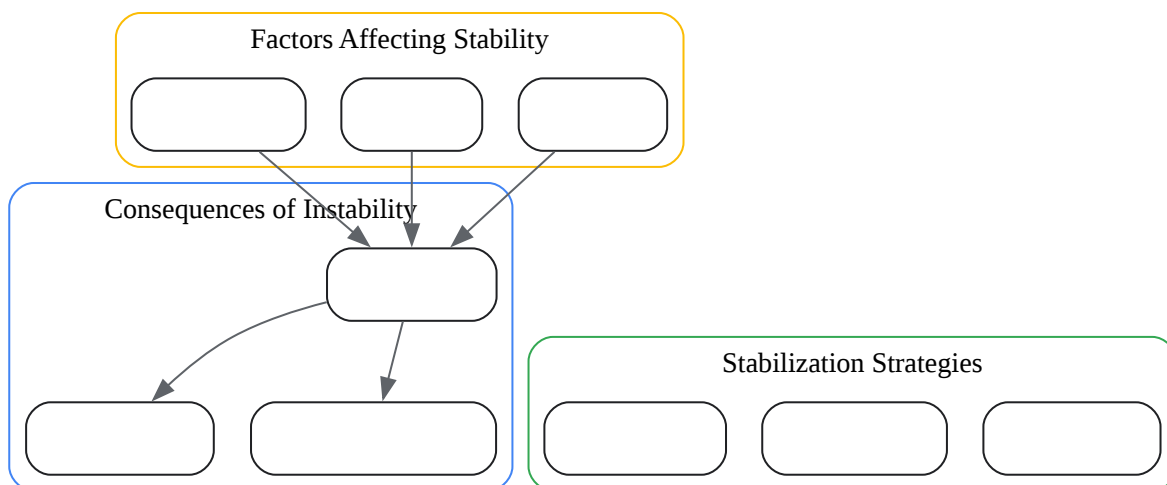 Factors Affecting Stability
Consequences of Instability
Stabilization Strategies